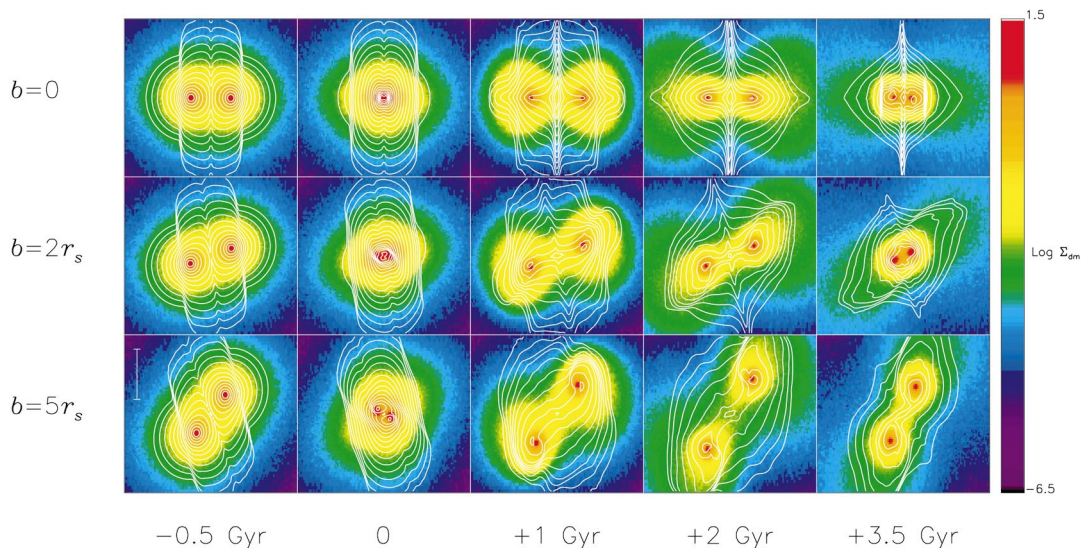 1.5
b=0
b=2r_s
Log Σ_dm
b=5r_s
-6.5
-0.5 Gyr
0
+1 Gyr
+2 Gyr
+3.5 Gyr